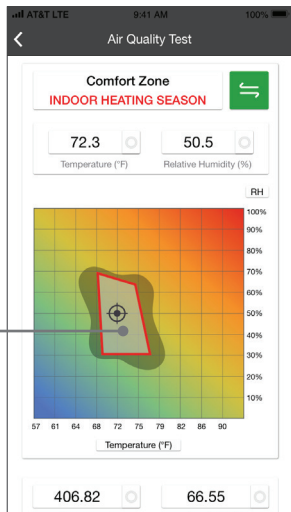 AT&T LTE 9:41 AM 100%
Air Quality Test
Comfort Zone
INDOOR HEATING SEASON
72.3 50.5
Temperature (°F) Relative Humidity (%)
RH
100%
90%
80%
70%
60%
50%
40%
30%
20%
10%
57 61 64 68 72 75 79 82 86 90
Temperature (°F)
406.82 66.55